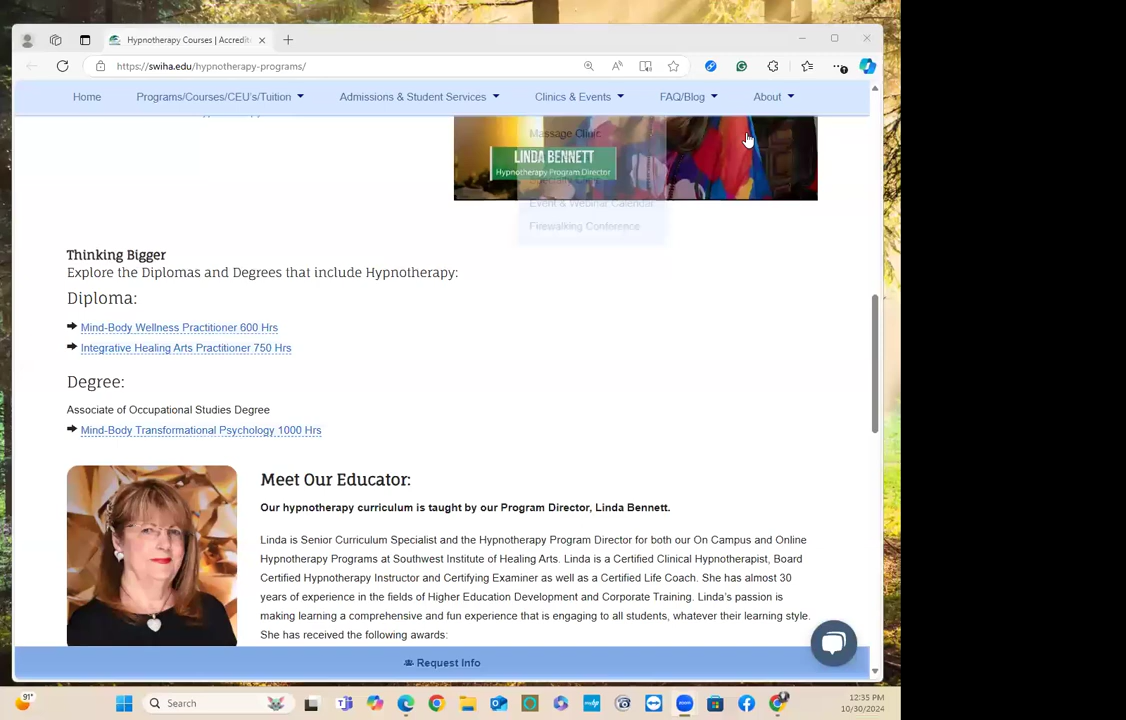 Hypnotherapy Courses | Accredit
https://swiha.edu/hypnotherapy-programs/
Home
Programs/Courses/CEU's/Tuition
Admissions & Student Services
Clinics & Events
FAQ/Blog
About
Massage Clinic
LINDA BENNETT
Hypnotherapy Program Director
Event & Webinar Calendar
Firewalking Conference
Thinking Bigger
Explore the Diplomas and Degrees that include Hypnotherapy:
Diploma:
Mind-Body Wellness Practitioner 600 Hrs
Integrative Healing Arts Practitioner 750 Hrs
Degree:
Associate of Occupational Studies Degree
Mind-Body Transformational Psychology 1000 Hrs
Meet Our Educator:
Our hypnotherapy curriculum is taught by our Program Director, Linda Bennett.
Linda is Senior Curriculum Specialist and the Hypnotherapy Program Director for both our On Campus and Online
Hypnotherapy Programs at Southwest Institute of Healing Arts. Linda is a Certified Clinical Hypnotherapist, Board
Certified Hypnotherapy Instructor and Certifying Examiner as well as a Certified Life Coach. She has almost 30
years of experience in the fields of Higher Education Development and Corporate Training. Linda's passion is
making learning a comprehensive and fun experience that is engaging to all students, whatever their learning style.
She has received the following awards:
Request Info
91°
Search
zoom
12:35 PM
10/30/2024